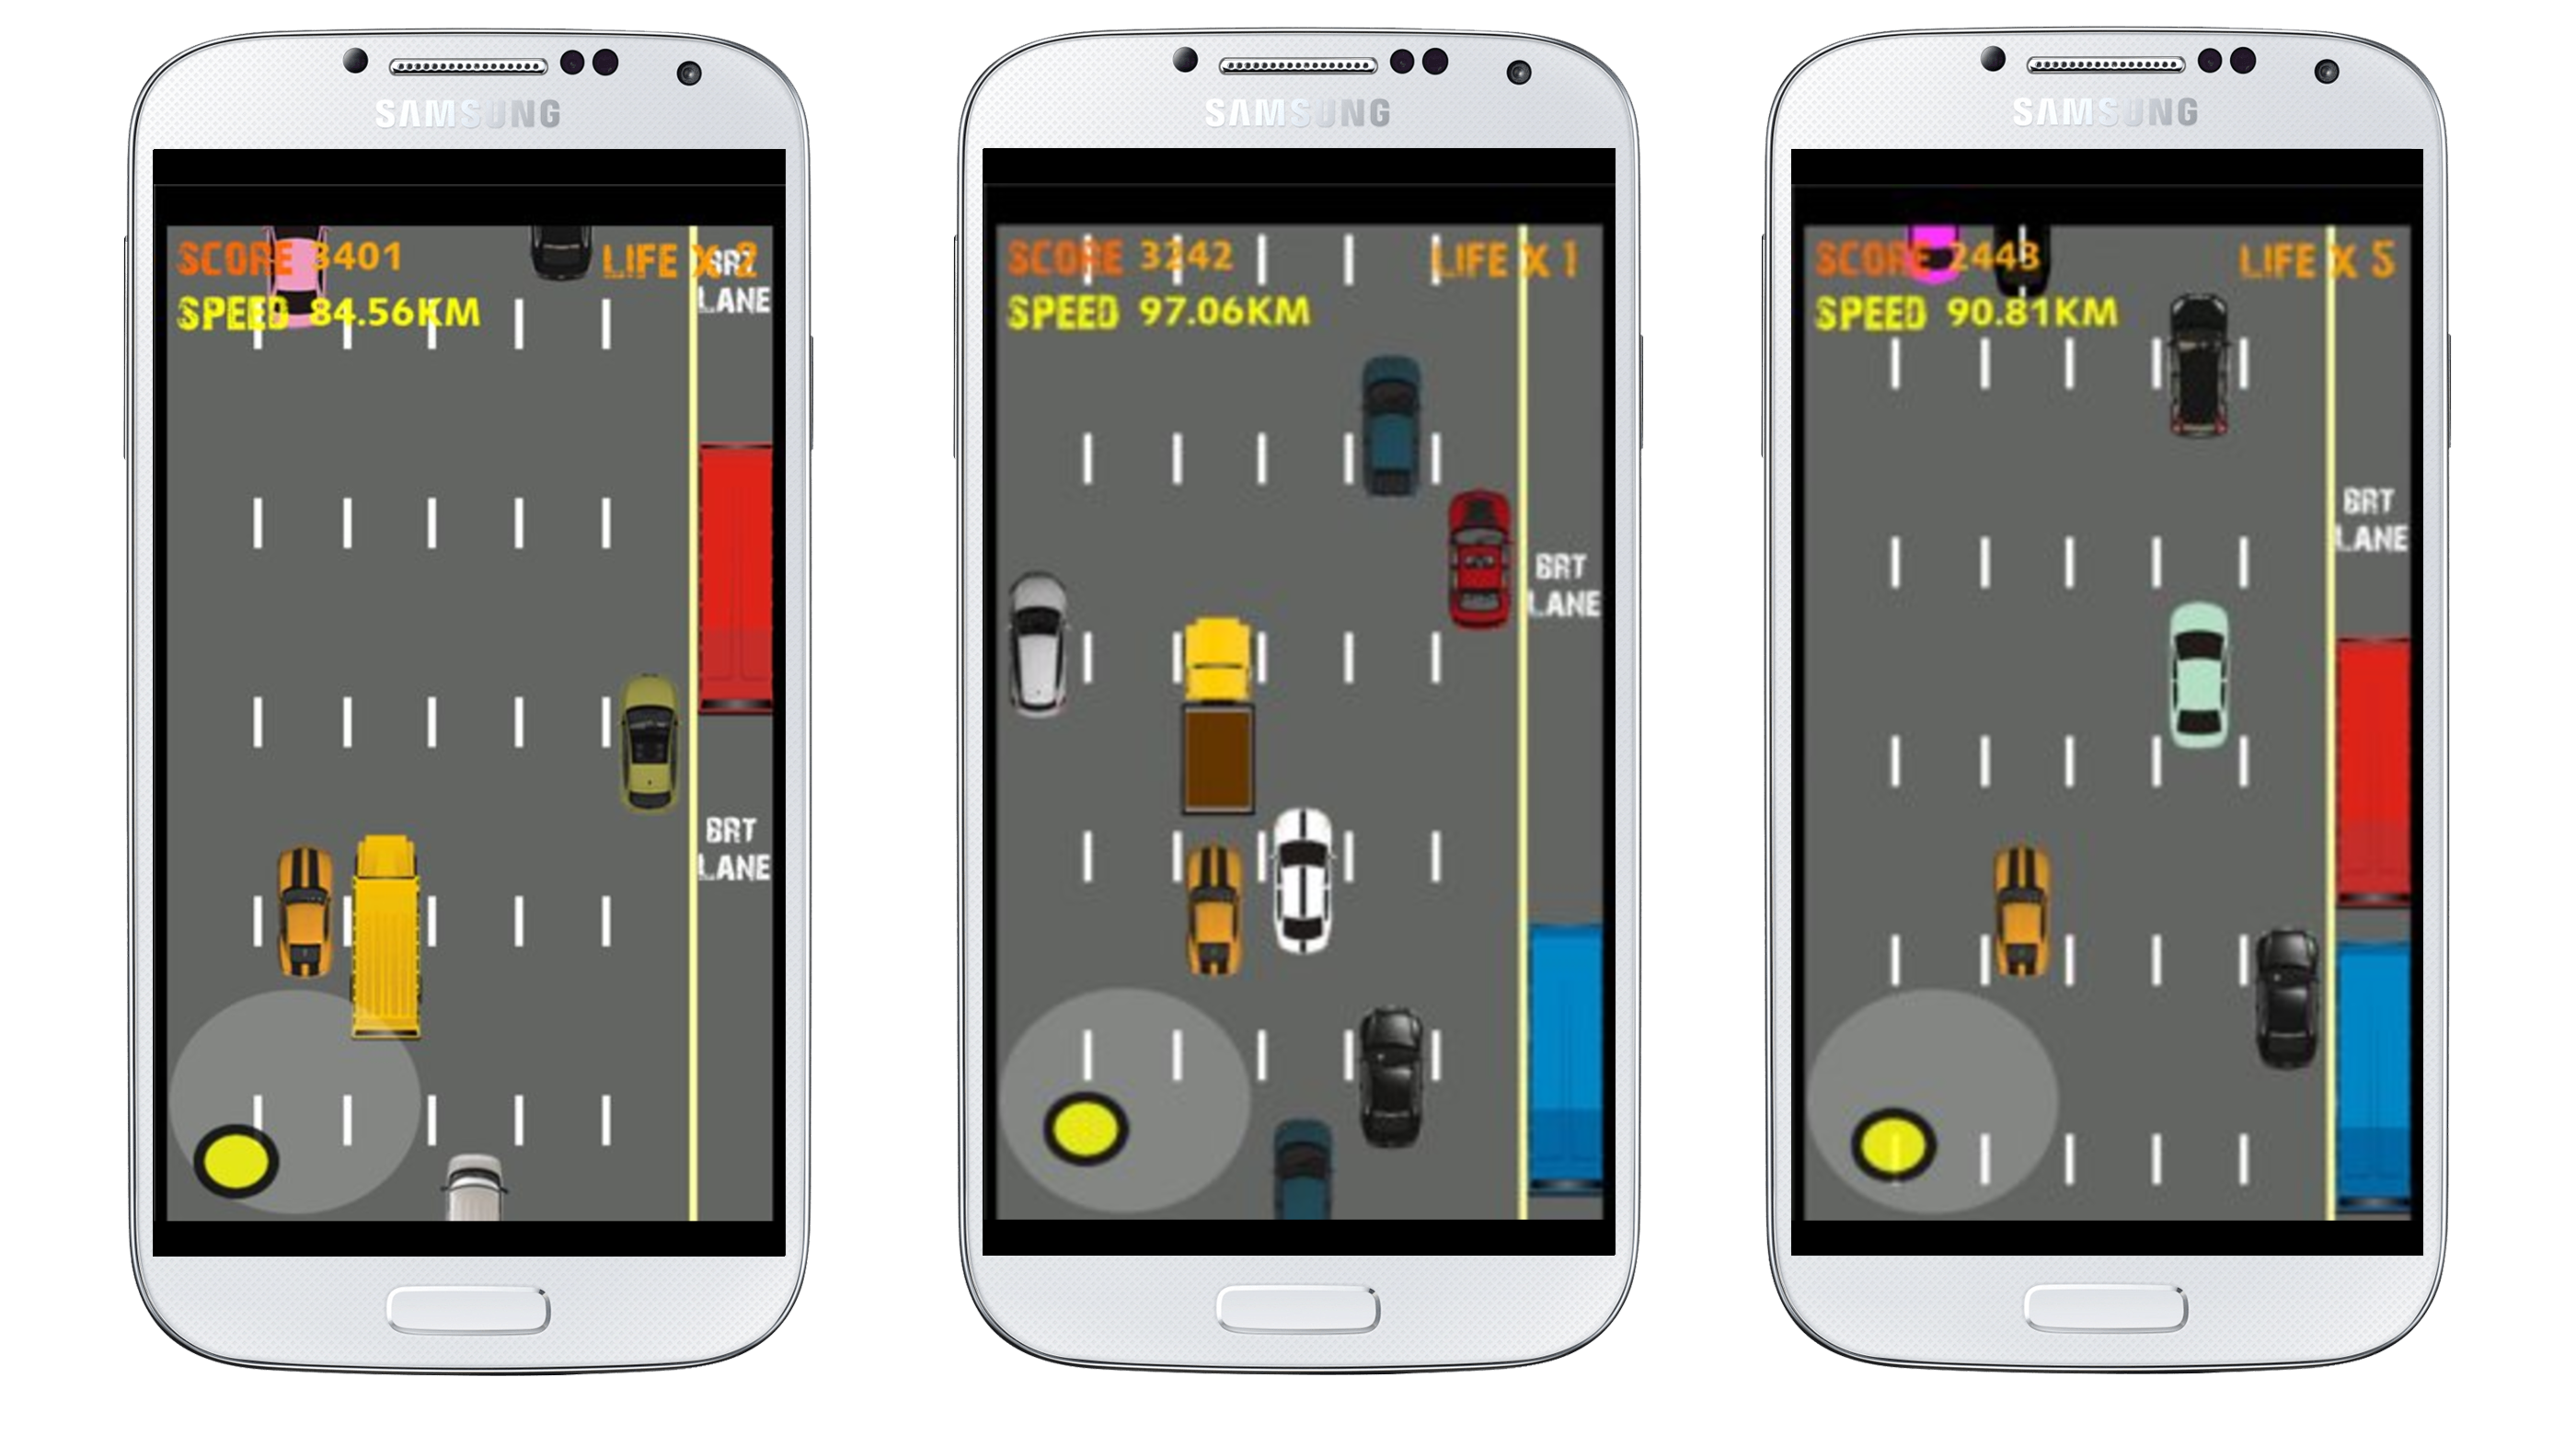 SAMSUNG
SCORE 3401
LIFE X 2
BRT
LANE
SPEED 84.56KM
BRT
LANE
SAMSUNG
SCORE 3242
LIFE X 1
SPEED 97.06KM
BRT
LANE
SAMSUNG
SCORE 2443
LIFE X 5
SPEED 90.81KM
BRT
LANE